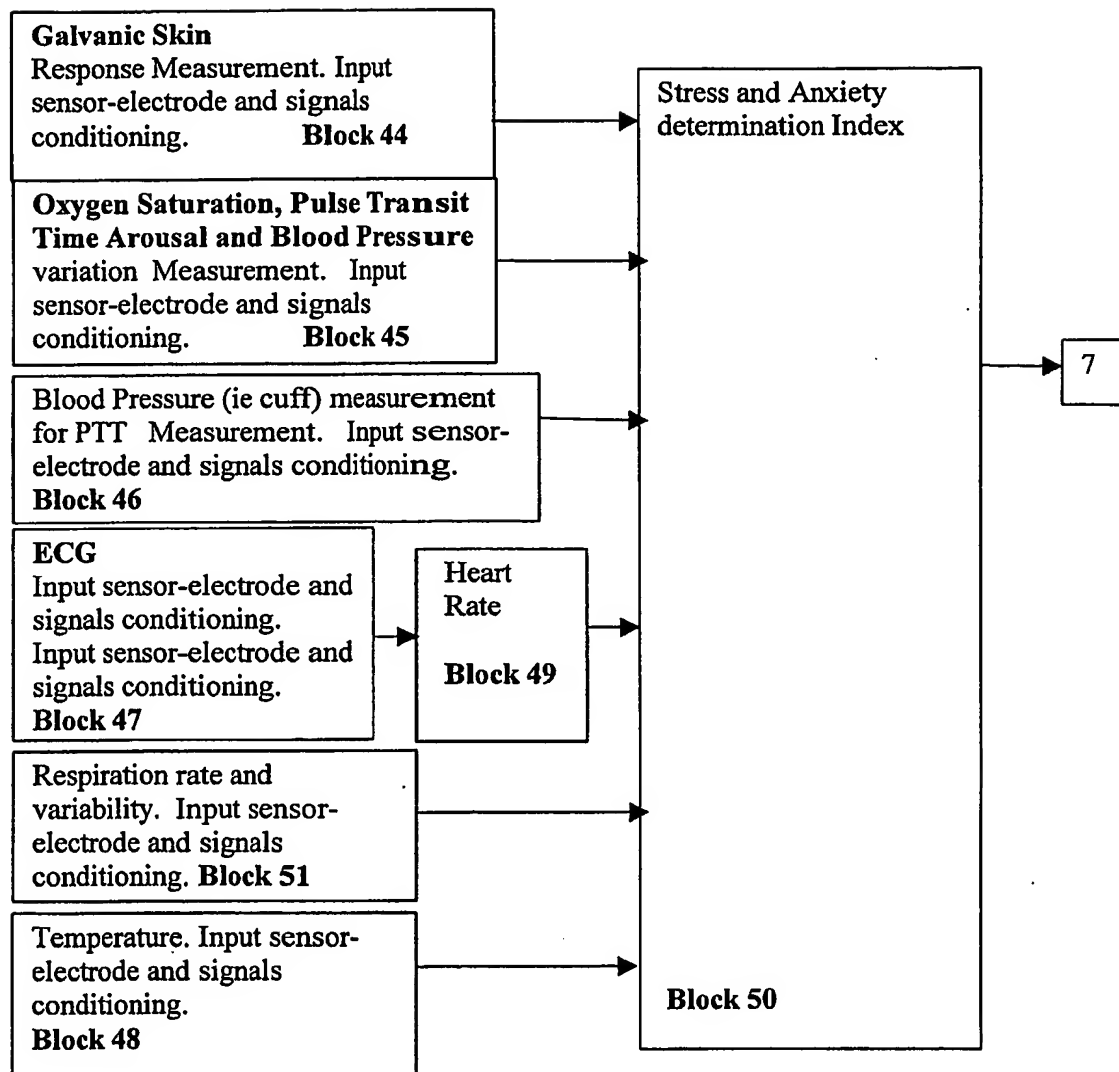 Galvanic Skin
Response Measurement. Input
sensor-electrode and signals
conditioning. Block 44
Oxygen Saturation, Pulse Transit
Time Arousal and Blood Pressure
variation Measurement. Input
sensor-electrode and signals
conditioning. Block 45
Blood Pressure (ie cuff) measurement
for PTT Measurement. Input sensor-
electrode and signals conditioning.
Block 46
ECG
Input sensor-electrode and
signals conditioning.
Input sensor-electrode and
signals conditioning.
Block 47
Heart
Rate
Block 49
Respiration rate and
variability. Input sensor-
electrode and signals
conditioning. Block 51
Temperature. Input sensor-
electrode and signals
conditioning.
Block 48
Stress and Anxiety
determination Index
Block 50
7